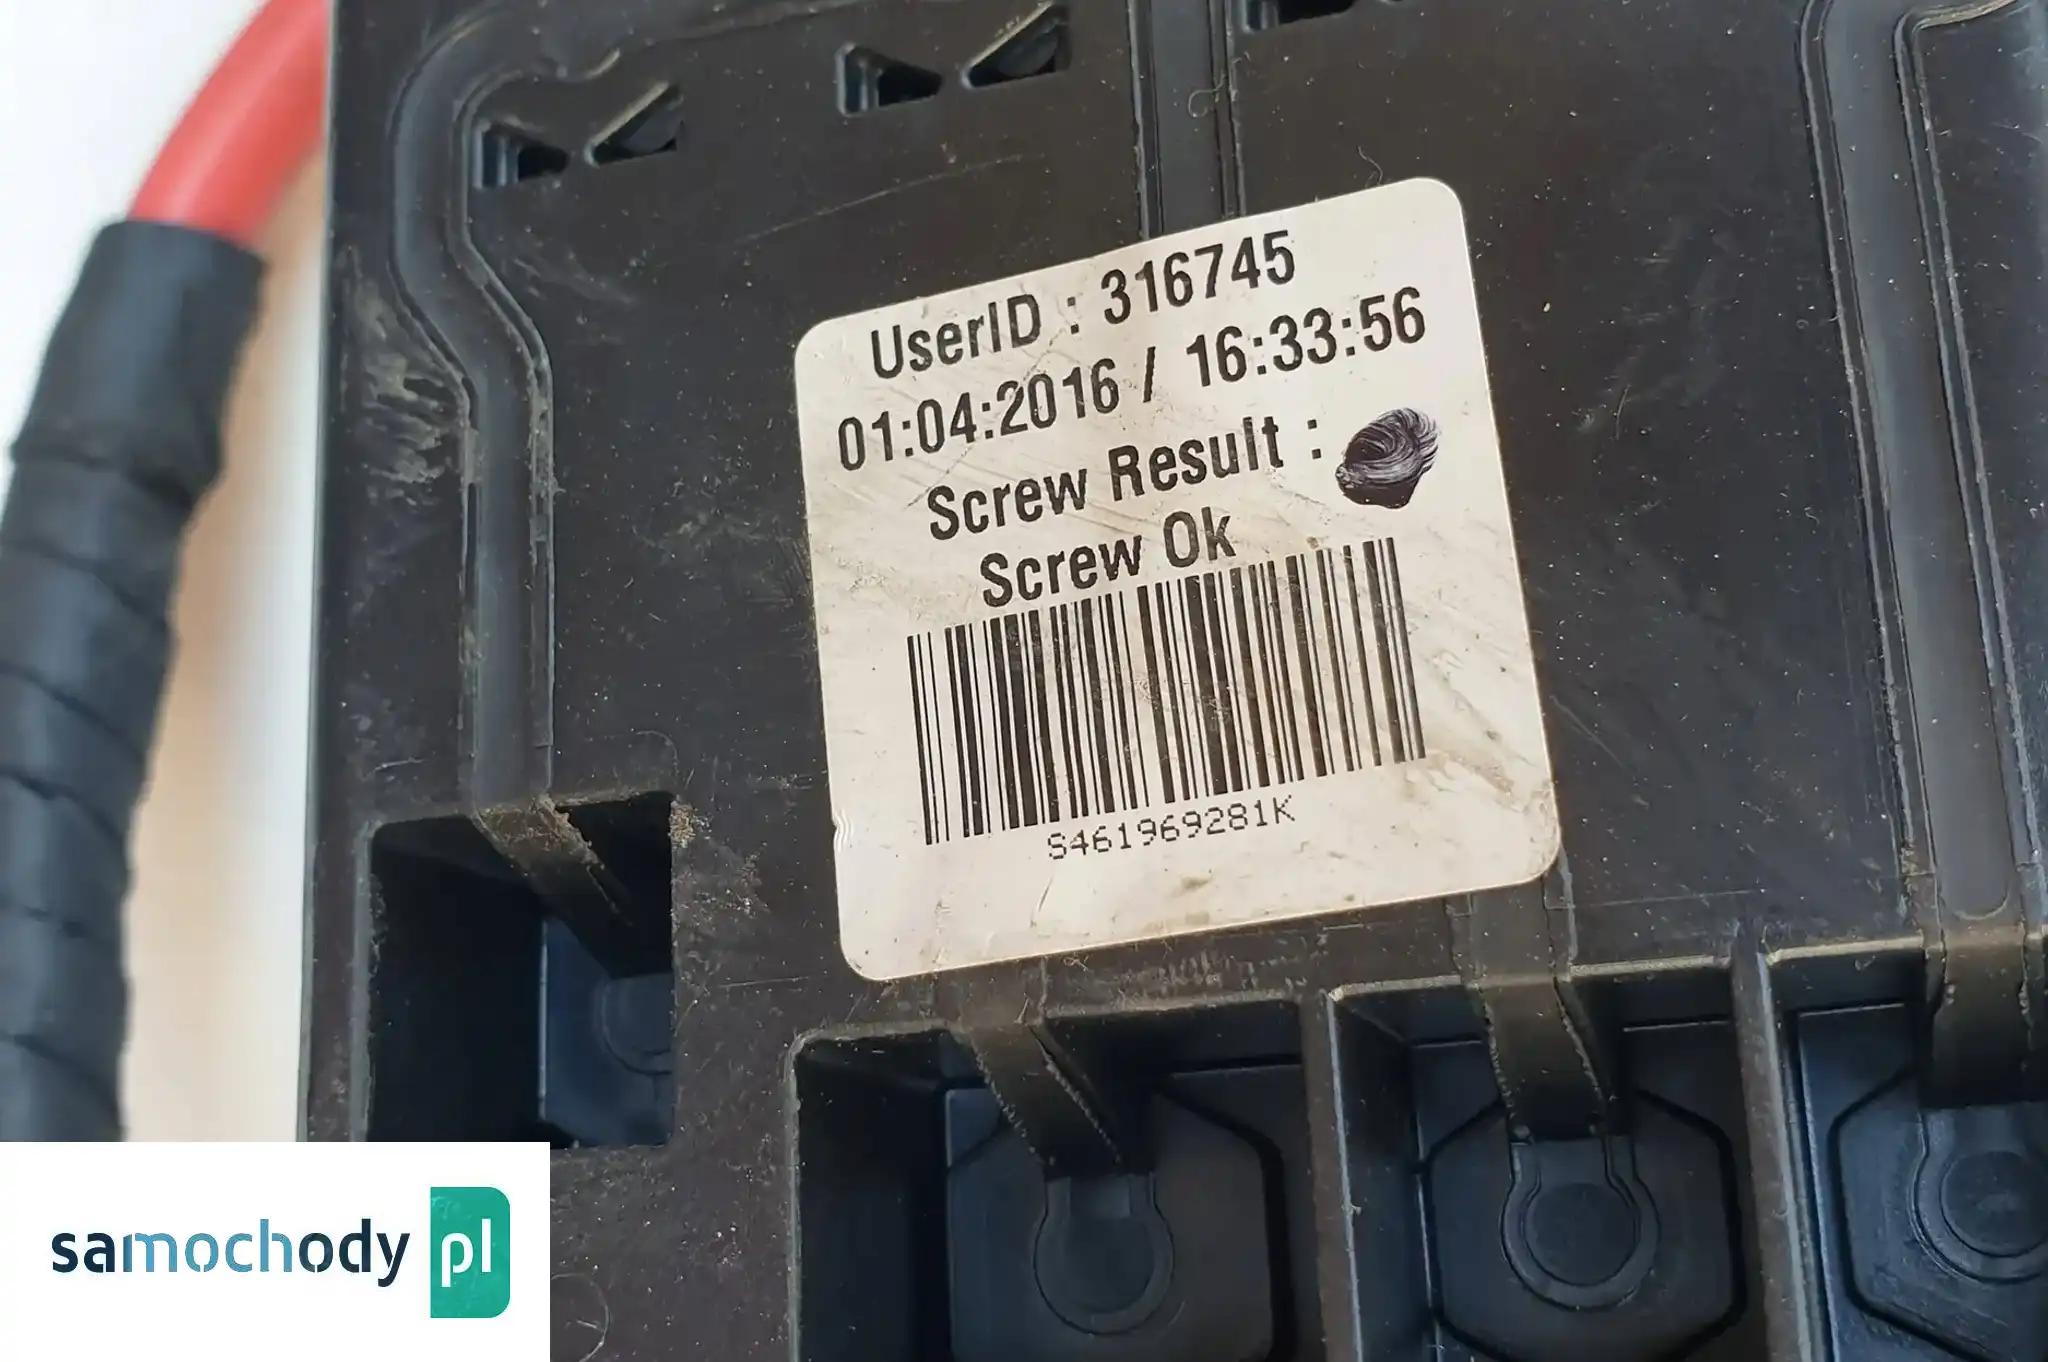 UserID : 316745
01:04:2016 / 16:33:56
Screw Result :
Screw Ok
S461969281K
samochody pl